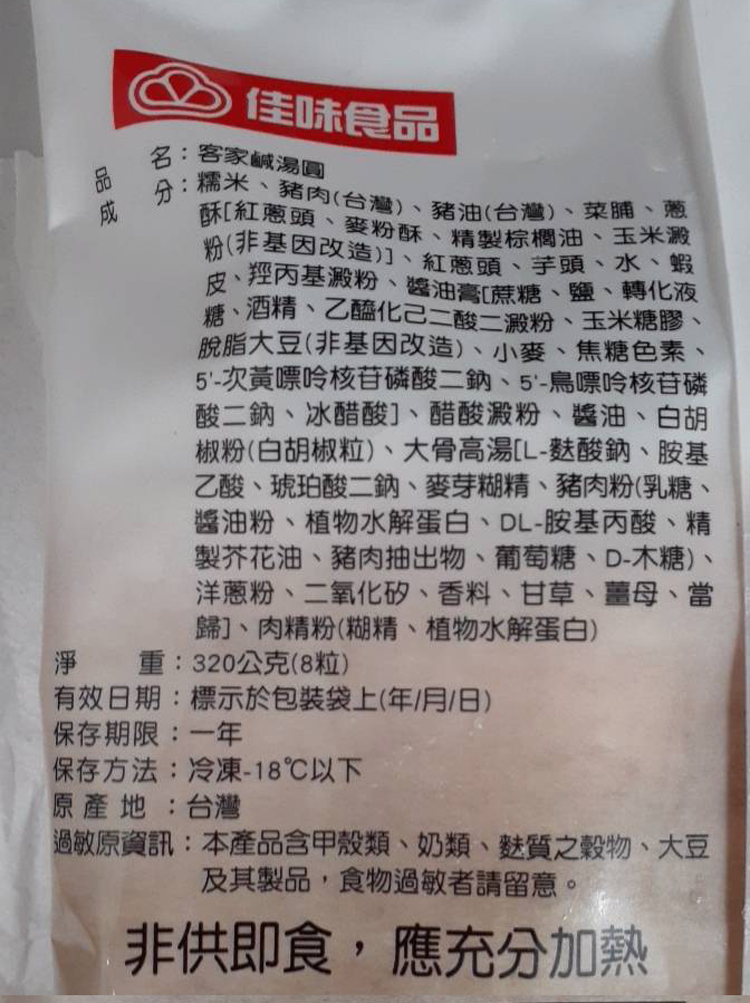 佳味食品
品名：客家鹹湯圓
成分：糯米、豬肉(台灣)、豬油(台灣)、菜脯、蔥
酥[紅蔥頭、麥粉酥、精製棕櫚油、玉米澱
粉(非基因改造)]、紅蔥頭、芋頭、水、蝦
皮、羥丙基澱粉、醬油膏[蔗糖、鹽、轉化液
糖、酒精、乙醯化己二酸二澱粉、玉米糖膠、
脫脂大豆(非基因改造)、小麥、焦糖色素、
5'-次黃嘌呤核苷磷酸二鈉、5'-鳥嘌呤核苷磷
酸二鈉、冰醋酸]、醋酸澱粉、醬油、白胡
椒粉(白胡椒粒)、大骨高湯[L-麩酸鈉、胺基
乙酸、琥珀酸二鈉、麥芽糊精、豬肉粉(乳糖、
醬油粉、植物水解蛋白、DL-胺基丙酸、精
製芥花油、豬肉抽出物、葡萄糖、D-木糖)、
洋蔥粉、二氧化矽、香料、甘草、薑母、當
歸]、肉精粉(糊精、植物水解蛋白)
淨重：320公克(8粒)
有效日期：標示於包裝袋上(年/月/日)
保存期限：一年
保存方法：冷凍-18℃以下
原產地：台灣
過敏原資訊：本產品含甲殼類、奶類、麩質之穀物、大豆
及其製品，食物過敏者請留意。
非供即食，應充分加熱